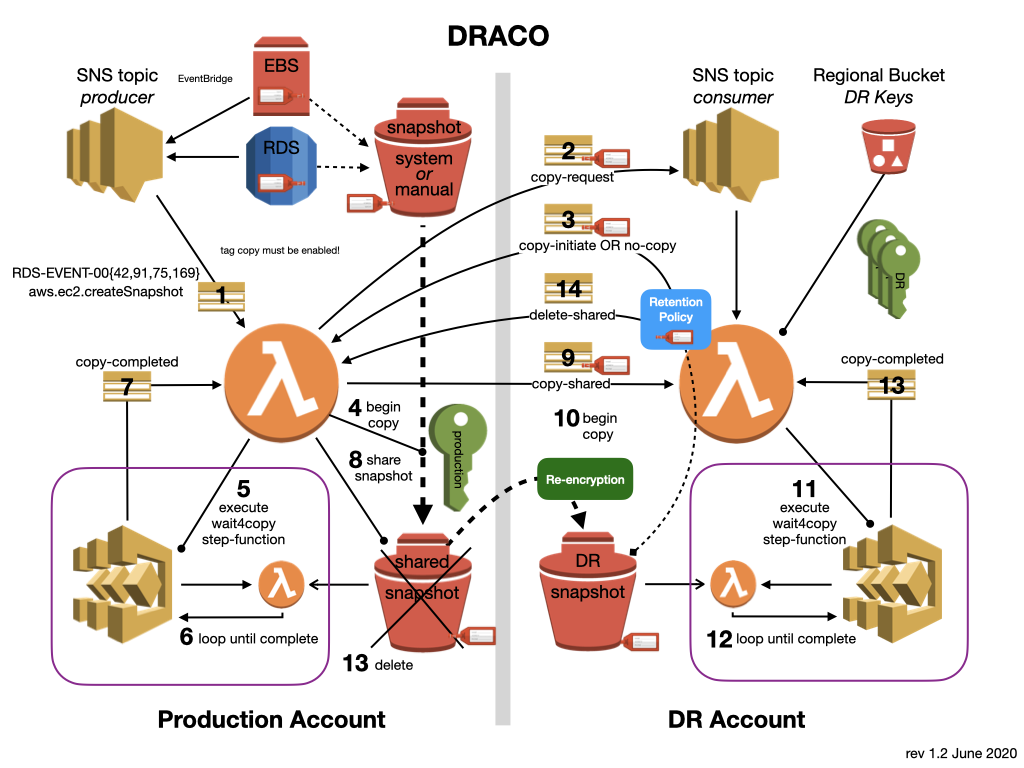 DRACO
SNS topic
producer
EventBridge
EBS
RDS
snapshot
system
or
manual
tag copy must be enabled!
RDS-EVENT-00{42,91,75,169}
aws.ec2.createSnapshot
1
2
copy-request
3
copy-initiate OR no-copy
14
delete-shared
9
copy-shared
SNS topic
consumer
Regional Bucket
DR Keys
DR
Retention
Policy
copy-completed
7
4 begin
copy
8 share
snapshot
production
10 begin
copy
copy-completed
13
5
execute
wait4copy
step-function
6 loop until complete
shared
snapshot
13 delete
Re-encryption
DR
snapshot
11
execute
wait4copy
step-function
12 loop until complete
Production Account
DR Account
rev 1.2 June 2020